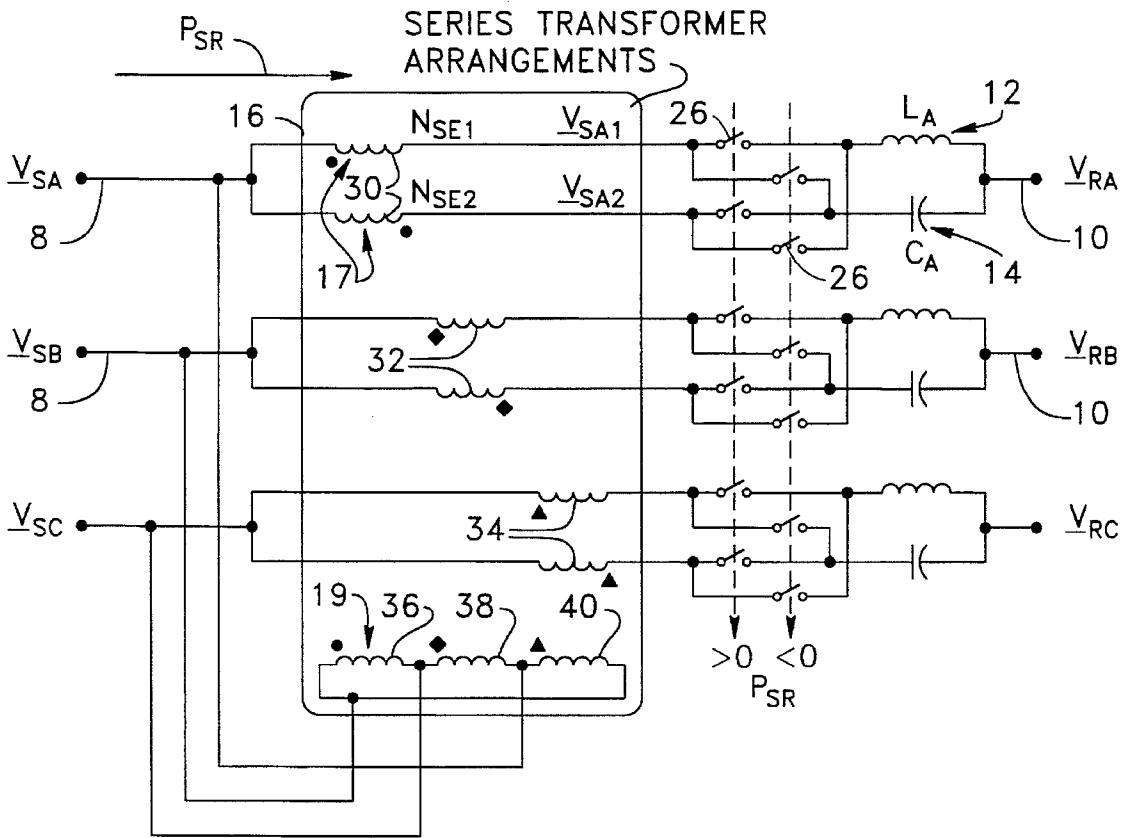 P_SR
SERIES TRANSFORMER
ARRANGEMENTS
16
N_SE1
V_SA1
26
L_A
12
V_SA
30
N_SE2
V_SA2
V_RA
8
17
26
C_A
14
10
V_SB
32
V_RB
8
10
V_SC
34
V_RC
19
36
38
40
>0 <0
P_SR